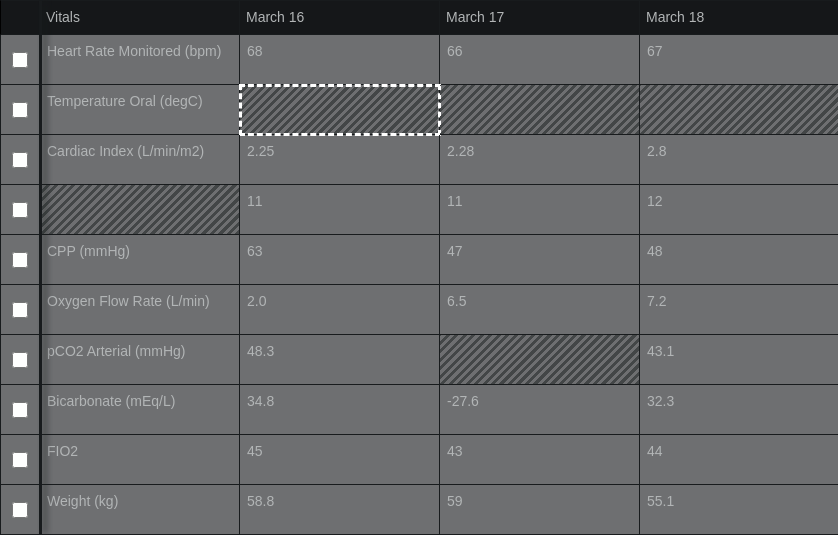 Vitals March 16 March 17 March 18
Heart Rate Monitored (bpm) 68 66 67
Temperature Oral (degC)
Cardiac Index (L/min/m2) 2.25 2.28 2.8
11 11 12
CPP (mmHg) 63 47 48
Oxygen Flow Rate (L/min) 2.0 6.5 7.2
pCO2 Arterial (mmHg) 48.3 43.1
Bicarbonate (mEq/L) 34.8 -27.6 32.3
FIO2 45 43 44
Weight (kg) 58.8 59 55.1